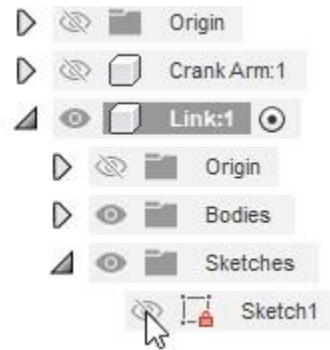 Origin
Crank Arm:1
Link:1
Origin
Bodies
Sketches
Sketch1